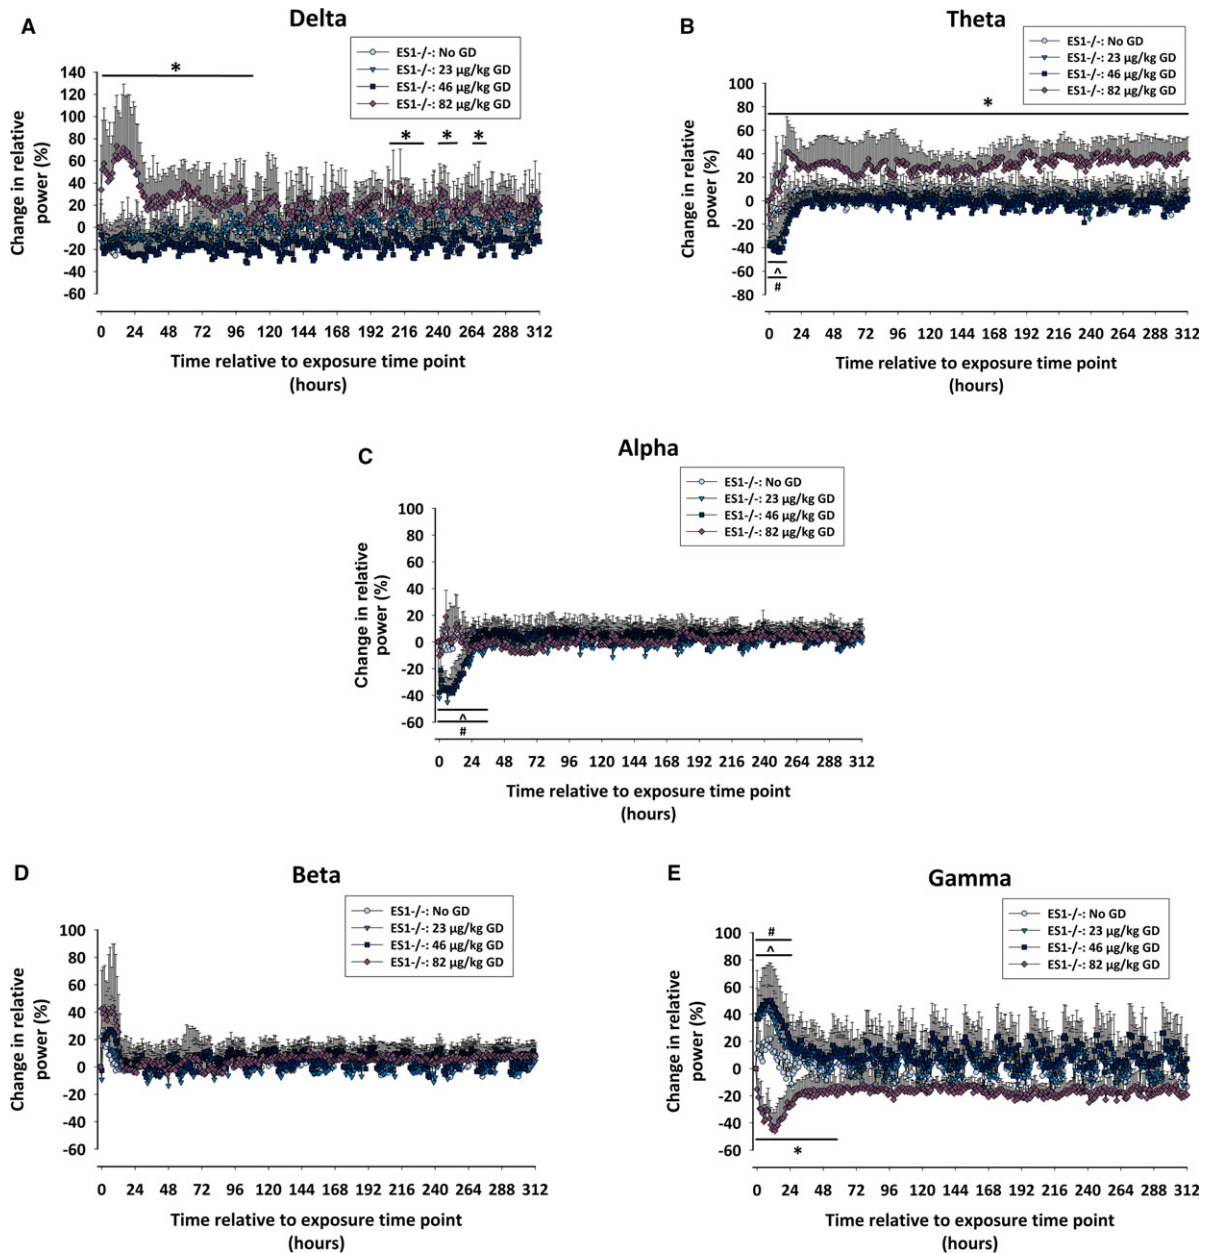 A
Delta
ES1-/-: No GD
ES1-/-: 23 µg/kg GD
ES1-/-: 46 µg/kg GD
ES1-/-: 82 µg/kg GD
*
* * *
Change in relative
power (%)
140
120
100
80
60
40
20
0
-20
-40
-60
0 24 48 72 96 120 144 168 192 216 240 264 288 312
Time relative to exposure time point
(hours)
B
Theta
ES1-/-: No GD
ES1-/-: 23 µg/kg GD
ES1-/-: 46 µg/kg GD
ES1-/-: 82 µg/kg GD
*
Change in relative
power (%)
100
80
60
40
20
0
-20
-40
-60
-80
^
#
0 24 48 72 96 120 144 168 192 216 240 264 288 312
Time relative to exposure time point
(hours)
C
Alpha
ES1-/-: No GD
ES1-/-: 23 µg/kg GD
ES1-/-: 46 µg/kg GD
ES1-/-: 82 µg/kg GD
Change in relative
power (%)
100
80
60
40
20
0
-20
-40
-60
^
#
0 24 48 72 96 120 144 168 192 216 240 264 288 312
Time relative to exposure time point
(hours)
D
Beta
ES1-/-: No GD
ES1-/-: 23 µg/kg GD
ES1-/-: 46 µg/kg GD
ES1-/-: 82 µg/kg GD
Change in relative
power (%)
100
80
60
40
20
0
-20
-40
-60
0 24 48 72 96 120 144 168 192 216 240 264 288 312
Time relative to exposure time point
(hours)
E
Gamma
ES1-/-: No GD
ES1-/-: 23 µg/kg GD
ES1-/-: 46 µg/kg GD
ES1-/-: 82 µg/kg GD
#
^
Change in relative
power (%)
100
80
60
40
20
0
-20
-40
-60
*
0 24 48 72 96 120 144 168 192 216 240 264 288 312
Time relative to exposure time point
(hours)